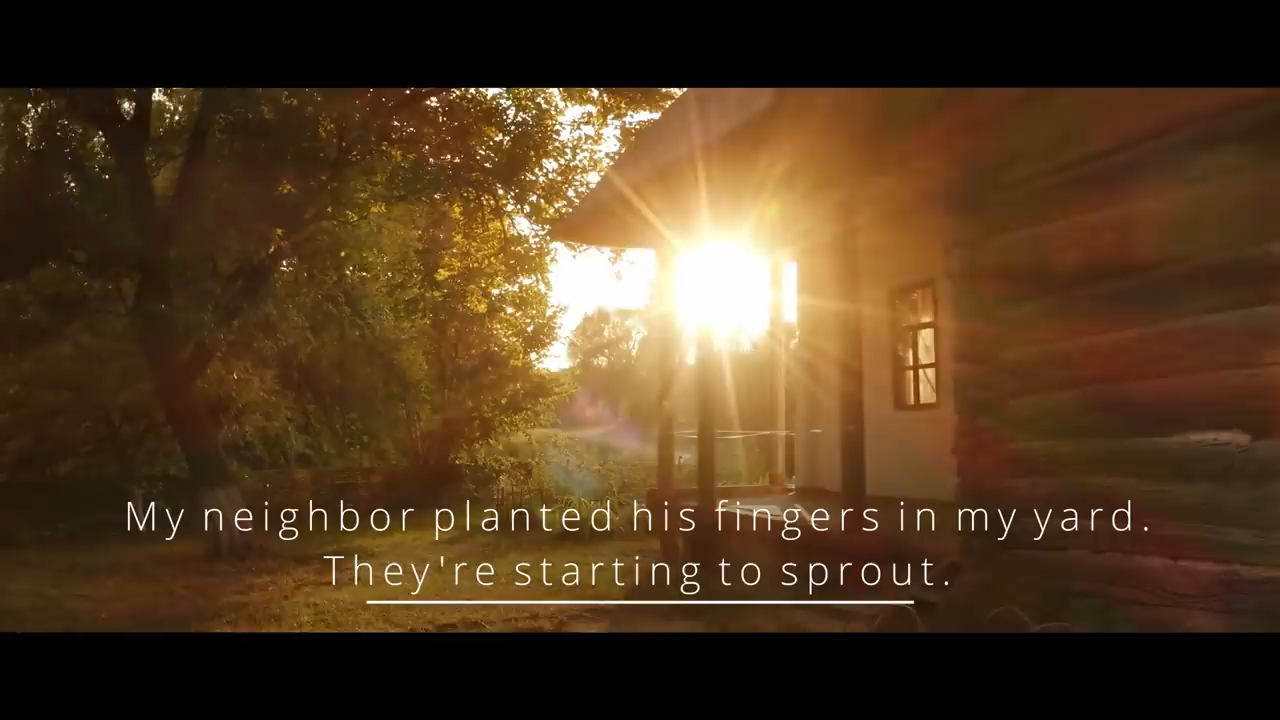 My neighbor planted his fingers in my yard.
They're starting to sprout.